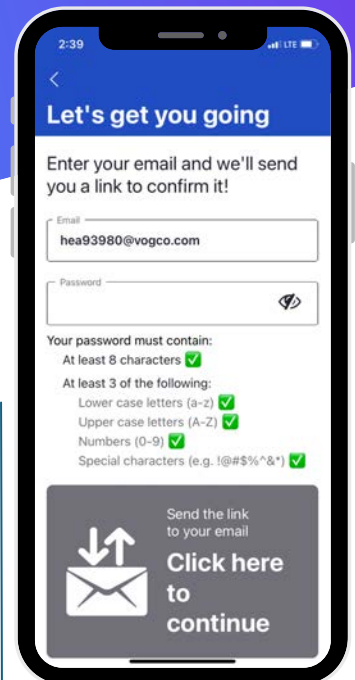 2:39
LTE
Let's get you going
Enter your email and we'll send
you a link to confirm it!
Email
hea93980@vogco.com
Password
Your password must contain:
At least 8 characters ✅
At least 3 of the following:
Lower case letters (a-z) ✅
Upper case letters (A-Z) ✅
Numbers (0-9) ✅
Special characters (e.g. !@#$%^&*) ✅
Send the link
to your email
Click here
to
continue